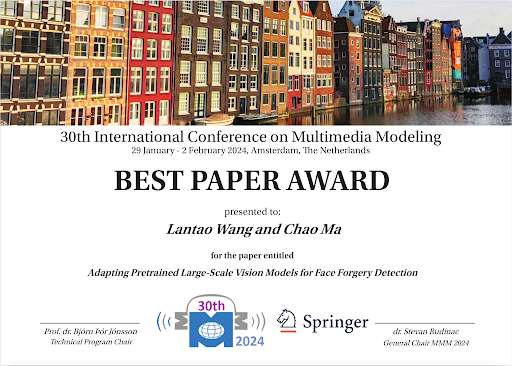 30th International Conference on Multimedia Modeling
29 January - 2 February 2024, Amsterdam, The Netherlands
BEST PAPER AWARD
presented to:
Lantao Wang and Chao Ma
for the paper entitled
Adapting Pretrained Large-Scale Vision Models for Face Forgery Detection
30th
MMM
2024
Springer
Prof. dr. Björn Þór Jónsson
Technical Program Chair
dr. Stevan Rudinac
General Chair MMM 2024